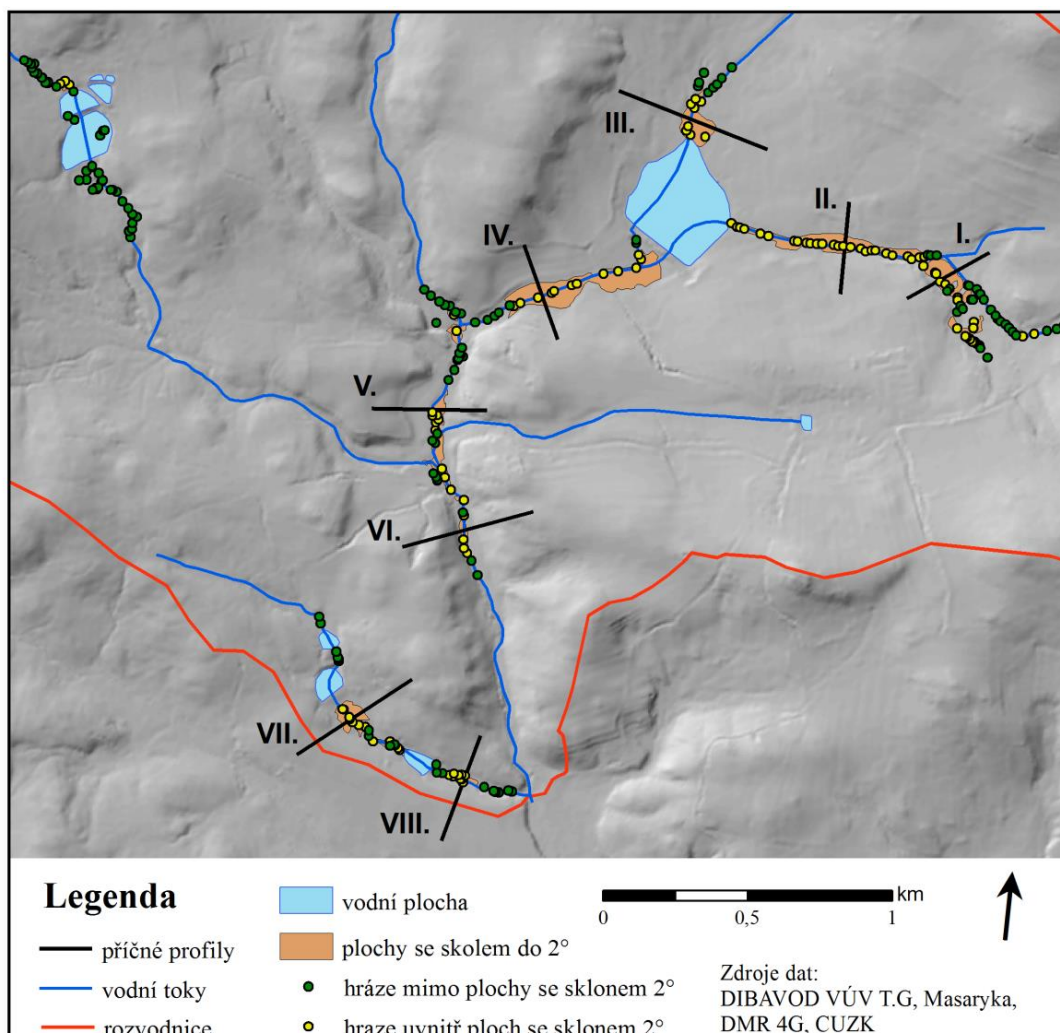 III.
II.
I.
IV.
V.
VI.
VII.
VIII.
Legenda
příčné profily
vodní toky
rozvodnice
vodní plocha
plochy se skolem do 2°
hráze mimo plochy se sklonem 2°
hraze uvnitř ploch se sklonem 2°
km
0 0,5 1
Zdroje dat:
DIBAVOD VÚV T.G, Masaryka,
DMR 4G, CUZK